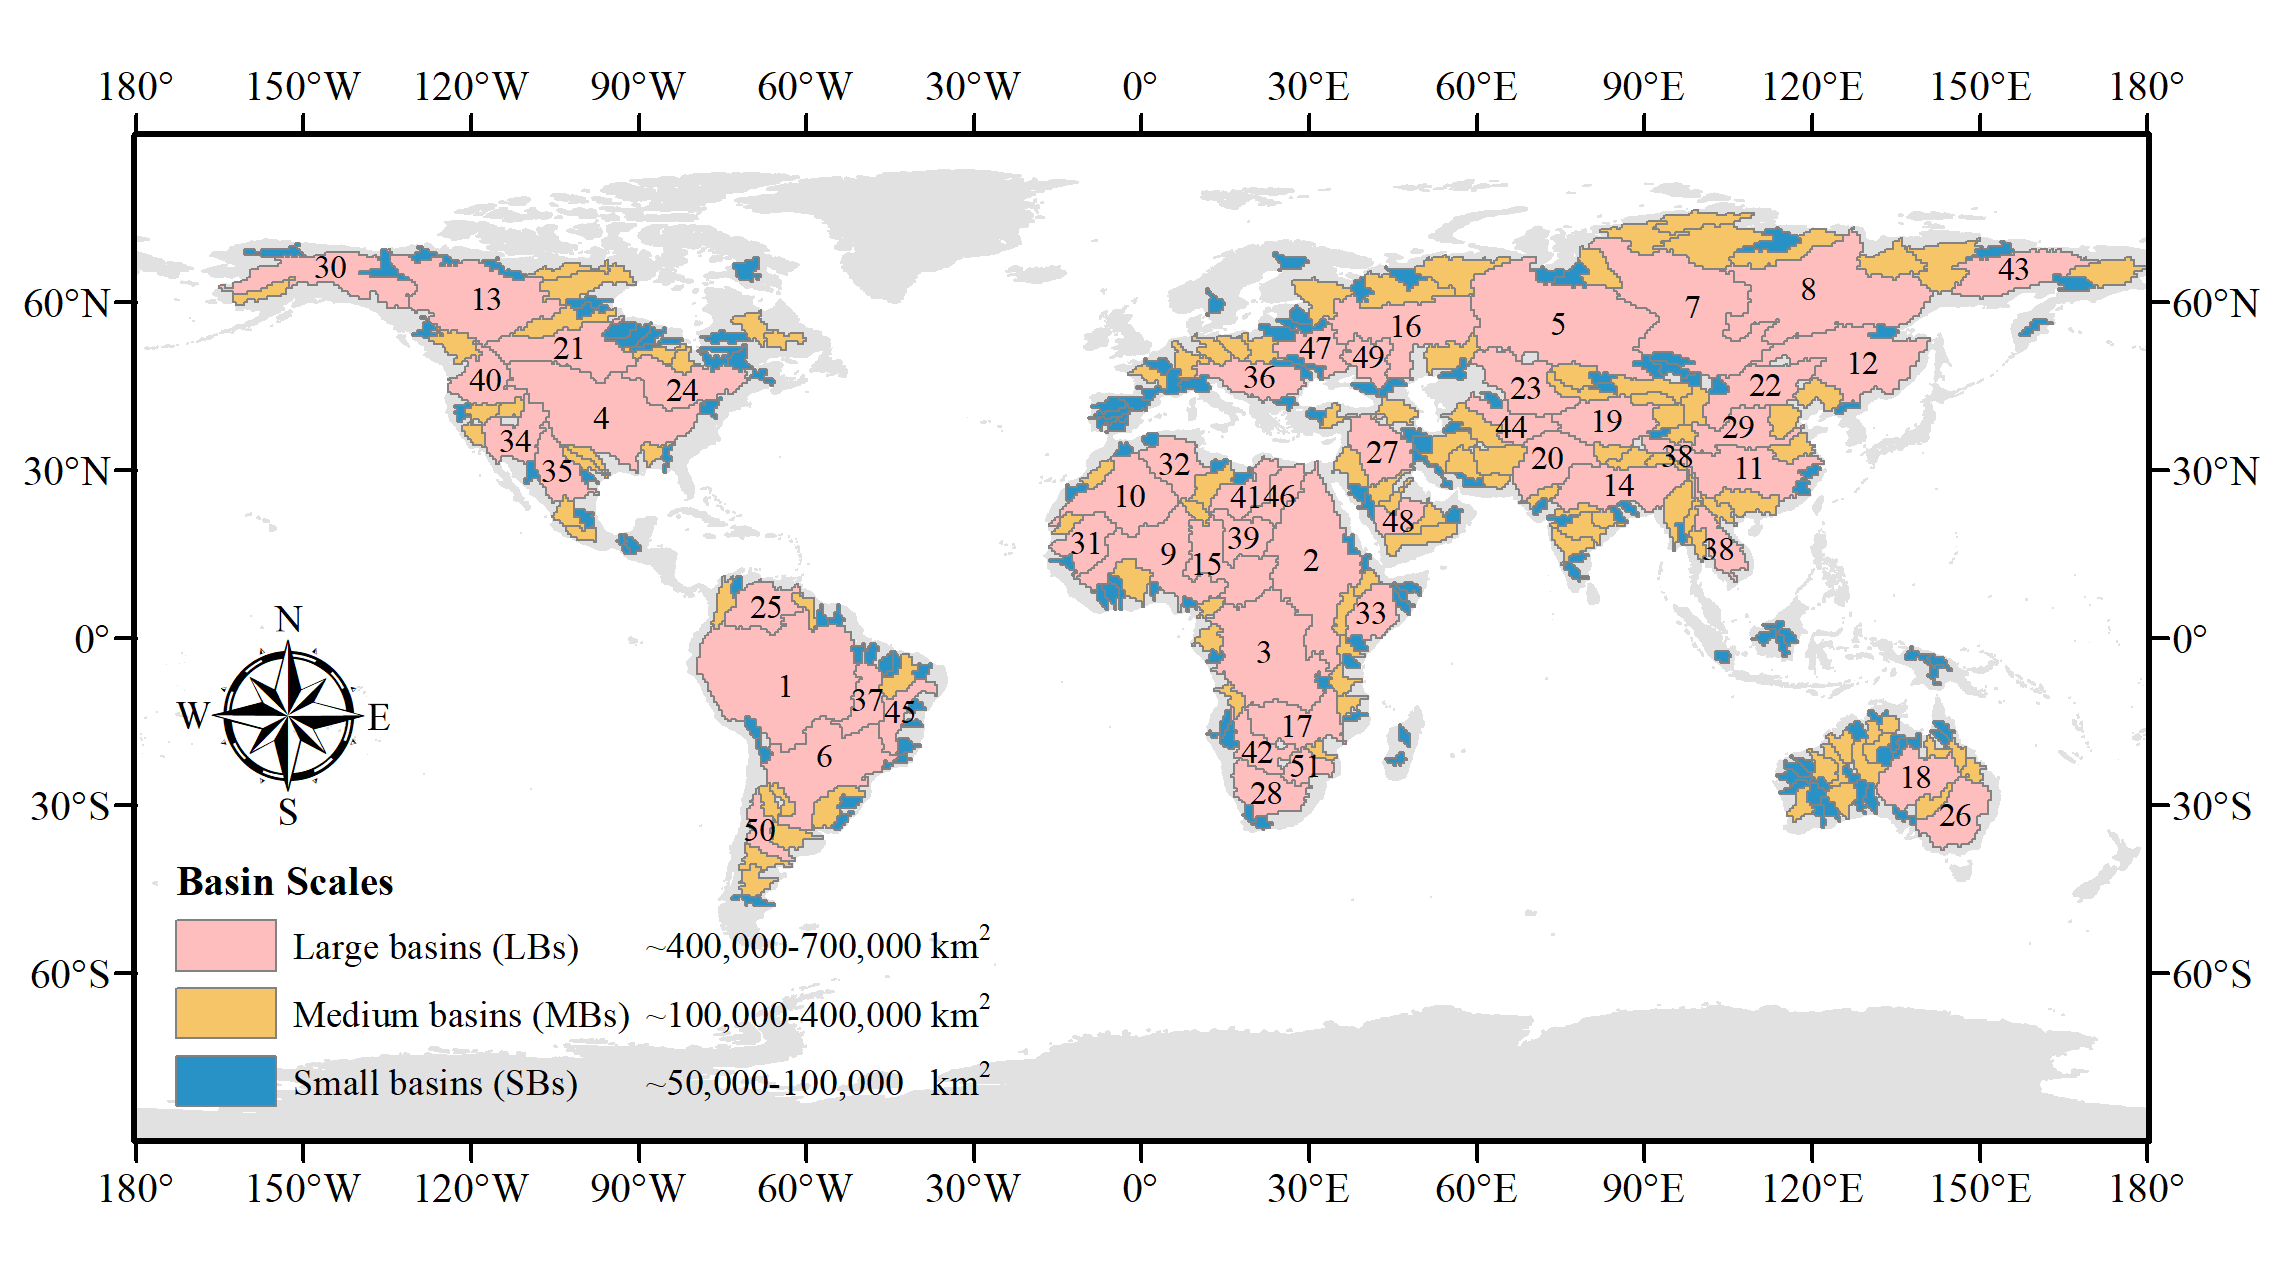 180° 150°W 120°W 90°W 60°W 30°W 0° 30°E 60°E 90°E 120°E 150°E 180°
60°N 60°N
30°N 30°N
0° 0°
30°S 30°S
60°S 60°S
30 13 21 40 24 4 34 35
25 1 37 45 6 50
43 8 7 5 16 47 49 36 12 22 23 19 44 29 20 38 11 14 38
27 48
32 10 41 46 31 9 15 39 2 33 3 17 42 51 28
18 26
N
W E
S
Basin Scales
Large basins (LBs) ~400,000-700,000 km²
Medium basins (MBs) ~100,000-400,000 km²
Small basins (SBs) ~50,000-100,000 km²
180° 150°W 120°W 90°W 60°W 30°W 0° 30°E 60°E 90°E 120°E 150°E 180°